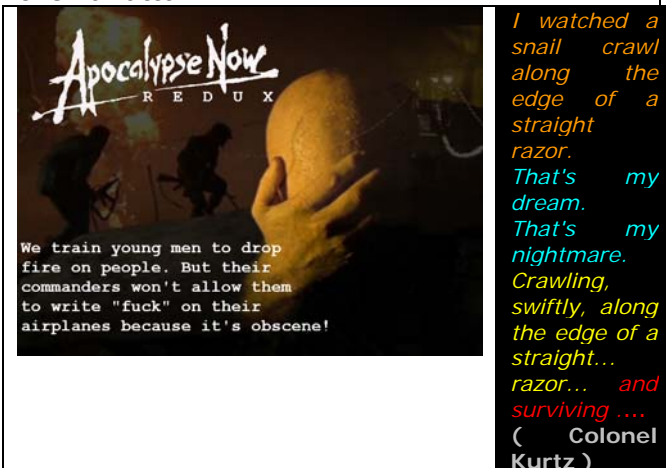 Apocalypse Now
REDUX
We train young men to drop
fire on people. But their
commanders won't allow them
to write "fuck" on their
airplanes because it's obscene!
I watched a
snail crawl
along the
edge of a
straight
razor.
That's my
dream.
That's my
nightmare.
Crawling,
swiftly, along
the edge of a
straight...
razor... and
surviving ....
( Colonel
Kurtz )